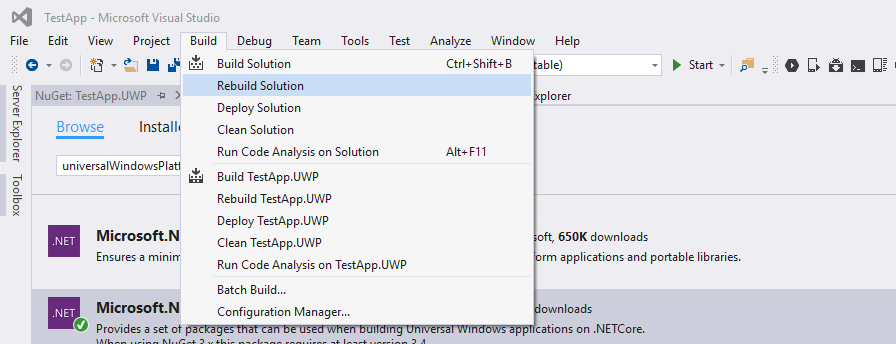 TestApp - Microsoft Visual Studio
File Edit View Project Build Debug Team Tools Test Analyze Window Help
Build Solution Ctrl+Shift+B
table) Start
Rebuild Solution
NuGet: TestApp.UWP
xplorer
Deploy Solution
Browse Installe
Clean Solution
Run Code Analysis on Solution Alt+F11
universalWindowsPlatf
Build TestApp.UWP
Rebuild TestApp.UWP
Deploy TestApp.UWP
Clean TestApp.UWP
Run Code Analysis on TestApp.UWP
Batch Build...
Configuration Manager...
Server Explorer
Toolbox
.NET Microsoft.N soft, 650K downloads
Ensures a minim rm applications and portable libraries.
.NET Microsoft.N downloads
Provides a set of packages that can be used when building Universal Windows applications on .NETCore.
When using NuGet 3.x this package requires at least version 3.4.